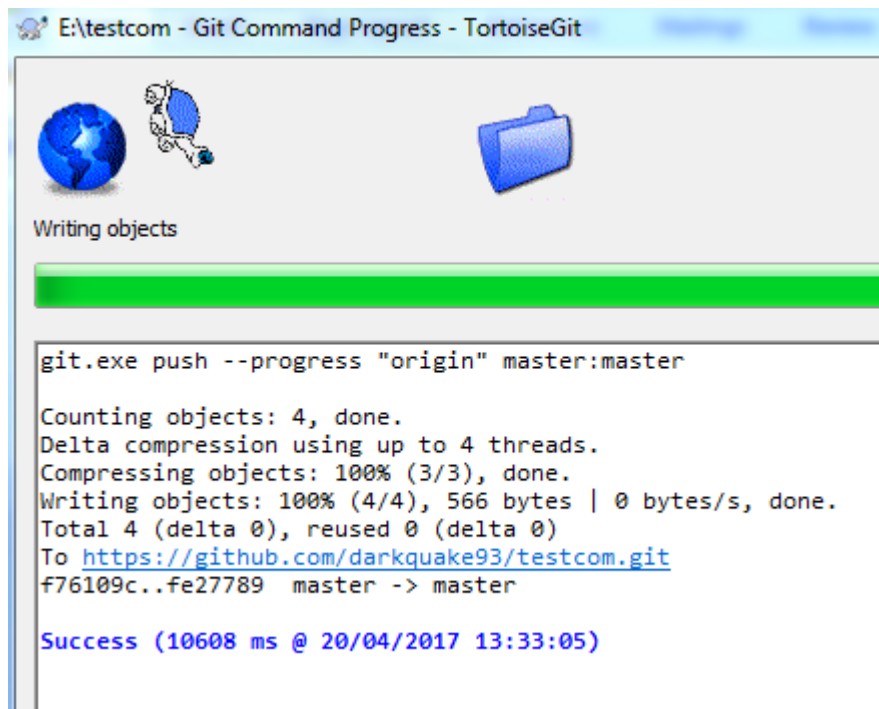 E:\testcom - Git Command Progress - TortoiseGit
Writing objects
git.exe push --progress "origin" master:master
Counting objects: 4, done.
Delta compression using up to 4 threads.
Compressing objects: 100% (3/3), done.
Writing objects: 100% (4/4), 566 bytes | 0 bytes/s, done.
Total 4 (delta 0), reused 0 (delta 0)
To https://github.com/darkquake93/testcom.git
f76109c..fe27789  master -> master
Success (10608 ms @ 20/04/2017 13:33:05)